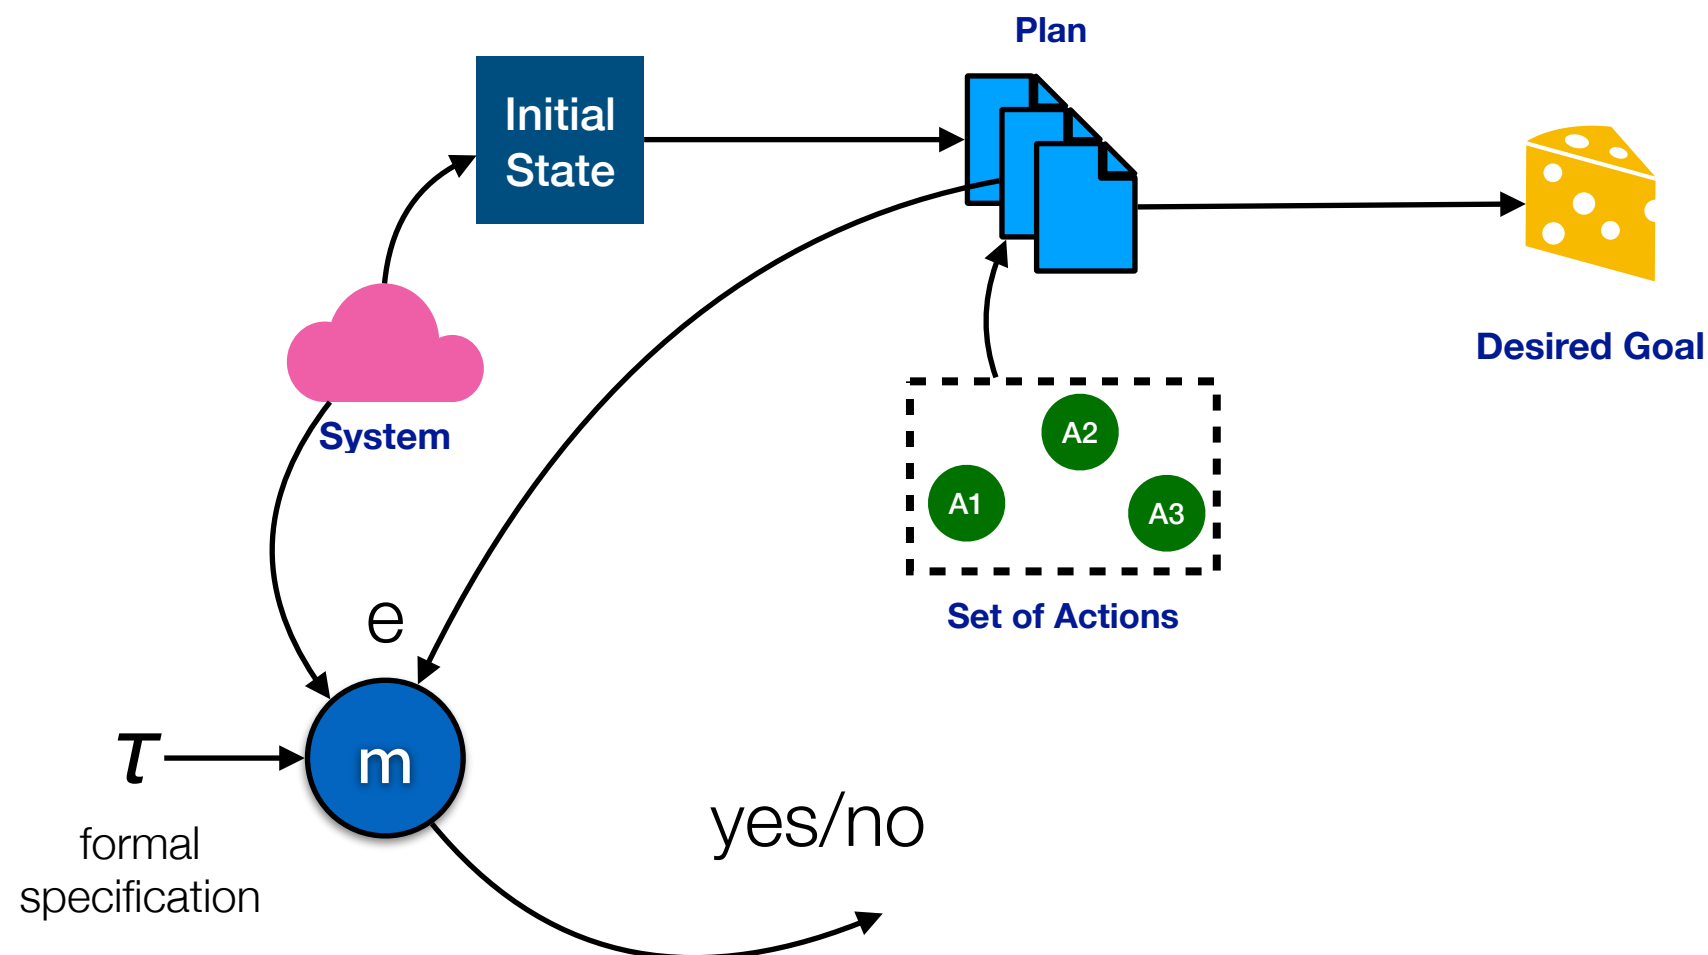 Plan
Initial
State
Desired Goal
System
A2
A1
A3
Set of Actions
e
τ
m
formal
specification
yes/no